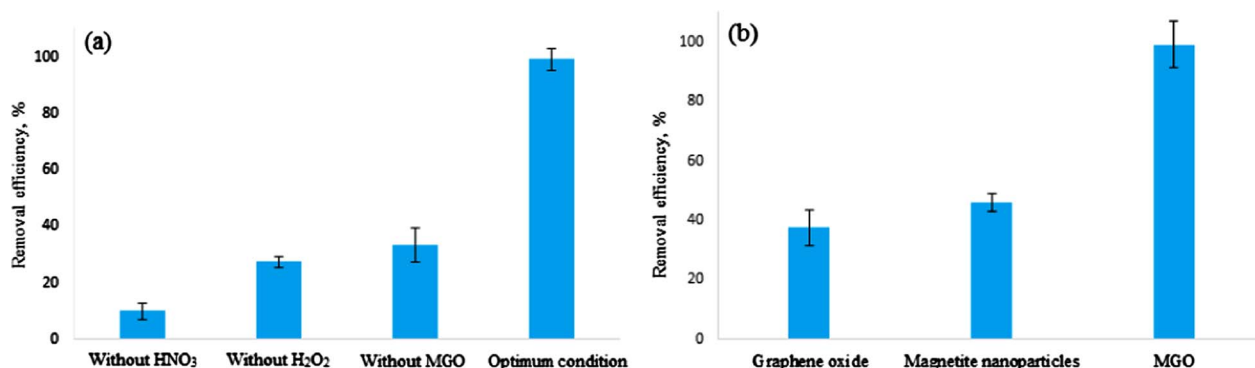 (a)
Removal efficiency, %
100
80
60
40
20
0
Without HNO₃ Without H₂O₂ Without MGO Optimum condition
(b)
Removal efficiency, %
100
80
60
40
20
0
Graphene oxide Magnetite nanoparticles MGO